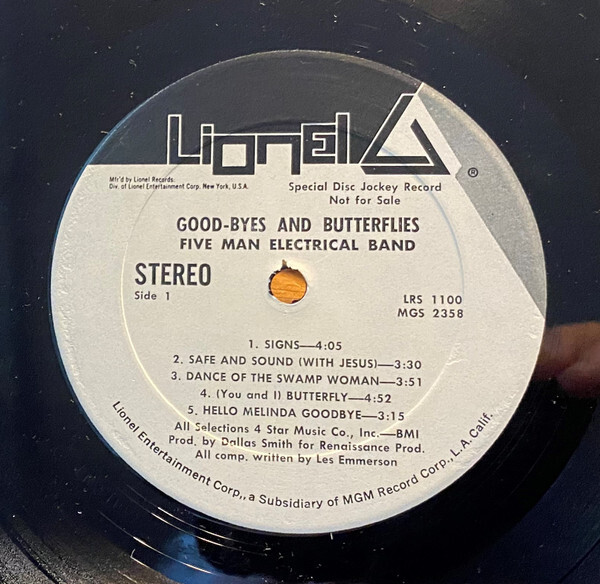 Lionel
Mfr'd by Lionel Records.
Div. of Lionel Entertainment Corp. New York, U.S.A.
®
Special Disc Jockey Record
Not for Sale
GOOD-BYES AND BUTTERFLIES
FIVE MAN ELECTRICAL BAND
STEREO
Side 1
LRS 1100
MGS 2358
1. SIGNS—4:05
2. SAFE AND SOUND (WITH JESUS)—3:30
3. DANCE OF THE SWAMP WOMAN—3:51
4. (You and I) BUTTERFLY—4:52
5. HELLO MELINDA GOODBYE—3:15
All Selections 4 Star Music Co., Inc.—BMI
Prod. by Dallas Smith for Renaissance Prod.
All comp. written by Les Emmerson
Lionel Entertainment Corp,, a Subsidiary of MGM Record Corp., L.A. Calif.